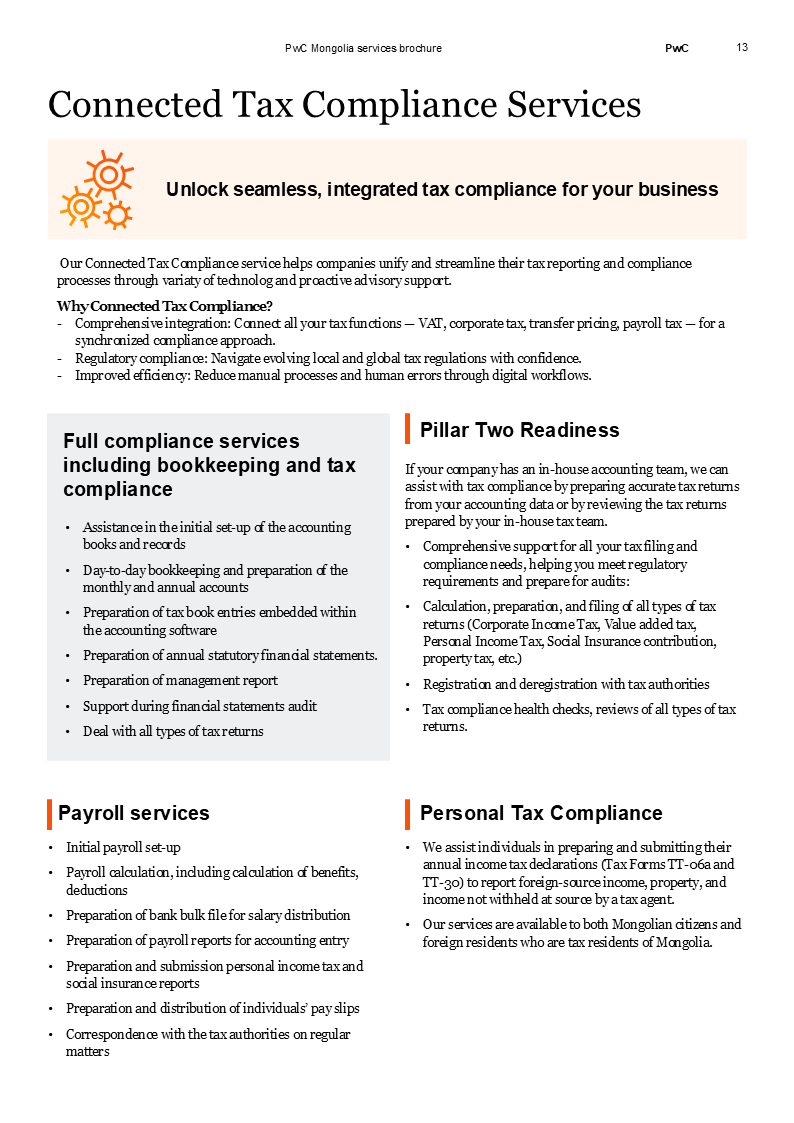 PwC Mongolia services brochure
PwC
13
Connected Tax Compliance Services
Unlock seamless, integrated tax compliance for your business
Our Connected Tax Compliance service helps companies unify and streamline their tax reporting and compliance
processes through variaty of technolog and proactive advisory support.
Why Connected Tax Compliance?
- Comprehensive integration: Connect all your tax functions — VAT, corporate tax, transfer pricing, payroll tax — for a
synchronized compliance approach.
- Regulatory compliance: Navigate evolving local and global tax regulations with confidence.
- Improved efficiency: Reduce manual processes and human errors through digital workflows.
Full compliance services
including bookkeeping and tax
compliance
• Assistance in the initial set-up of the accounting
books and records
• Day-to-day bookkeeping and preparation of the
monthly and annual accounts
• Preparation of tax book entries embedded within
the accounting software
• Preparation of annual statutory financial statements.
• Preparation of management report
• Support during financial statements audit
• Deal with all types of tax returns
Pillar Two Readiness
If your company has an in-house accounting team, we can
assist with tax compliance by preparing accurate tax returns
from your accounting data or by reviewing the tax returns
prepared by your in-house tax team.
• Comprehensive support for all your tax filing and
compliance needs, helping you meet regulatory
requirements and prepare for audits:
• Calculation, preparation, and filing of all types of tax
returns (Corporate Income Tax, Value added tax,
Personal Income Tax, Social Insurance contribution,
property tax, etc.)
• Registration and deregistration with tax authorities
• Tax compliance health checks, reviews of all types of tax
returns.
Payroll services
• Initial payroll set-up
• Payroll calculation, including calculation of benefits,
deductions
• Preparation of bank bulk file for salary distribution
• Preparation of payroll reports for accounting entry
• Preparation and submission personal income tax and
social insurance reports
• Preparation and distribution of individuals' pay slips
• Correspondence with the tax authorities on regular
matters
Personal Tax Compliance
• We assist individuals in preparing and submitting their
annual income tax declarations (Tax Forms TT-06a and
TT-30) to report foreign-source income, property, and
income not withheld at source by a tax agent.
• Our services are available to both Mongolian citizens and
foreign residents who are tax residents of Mongolia.